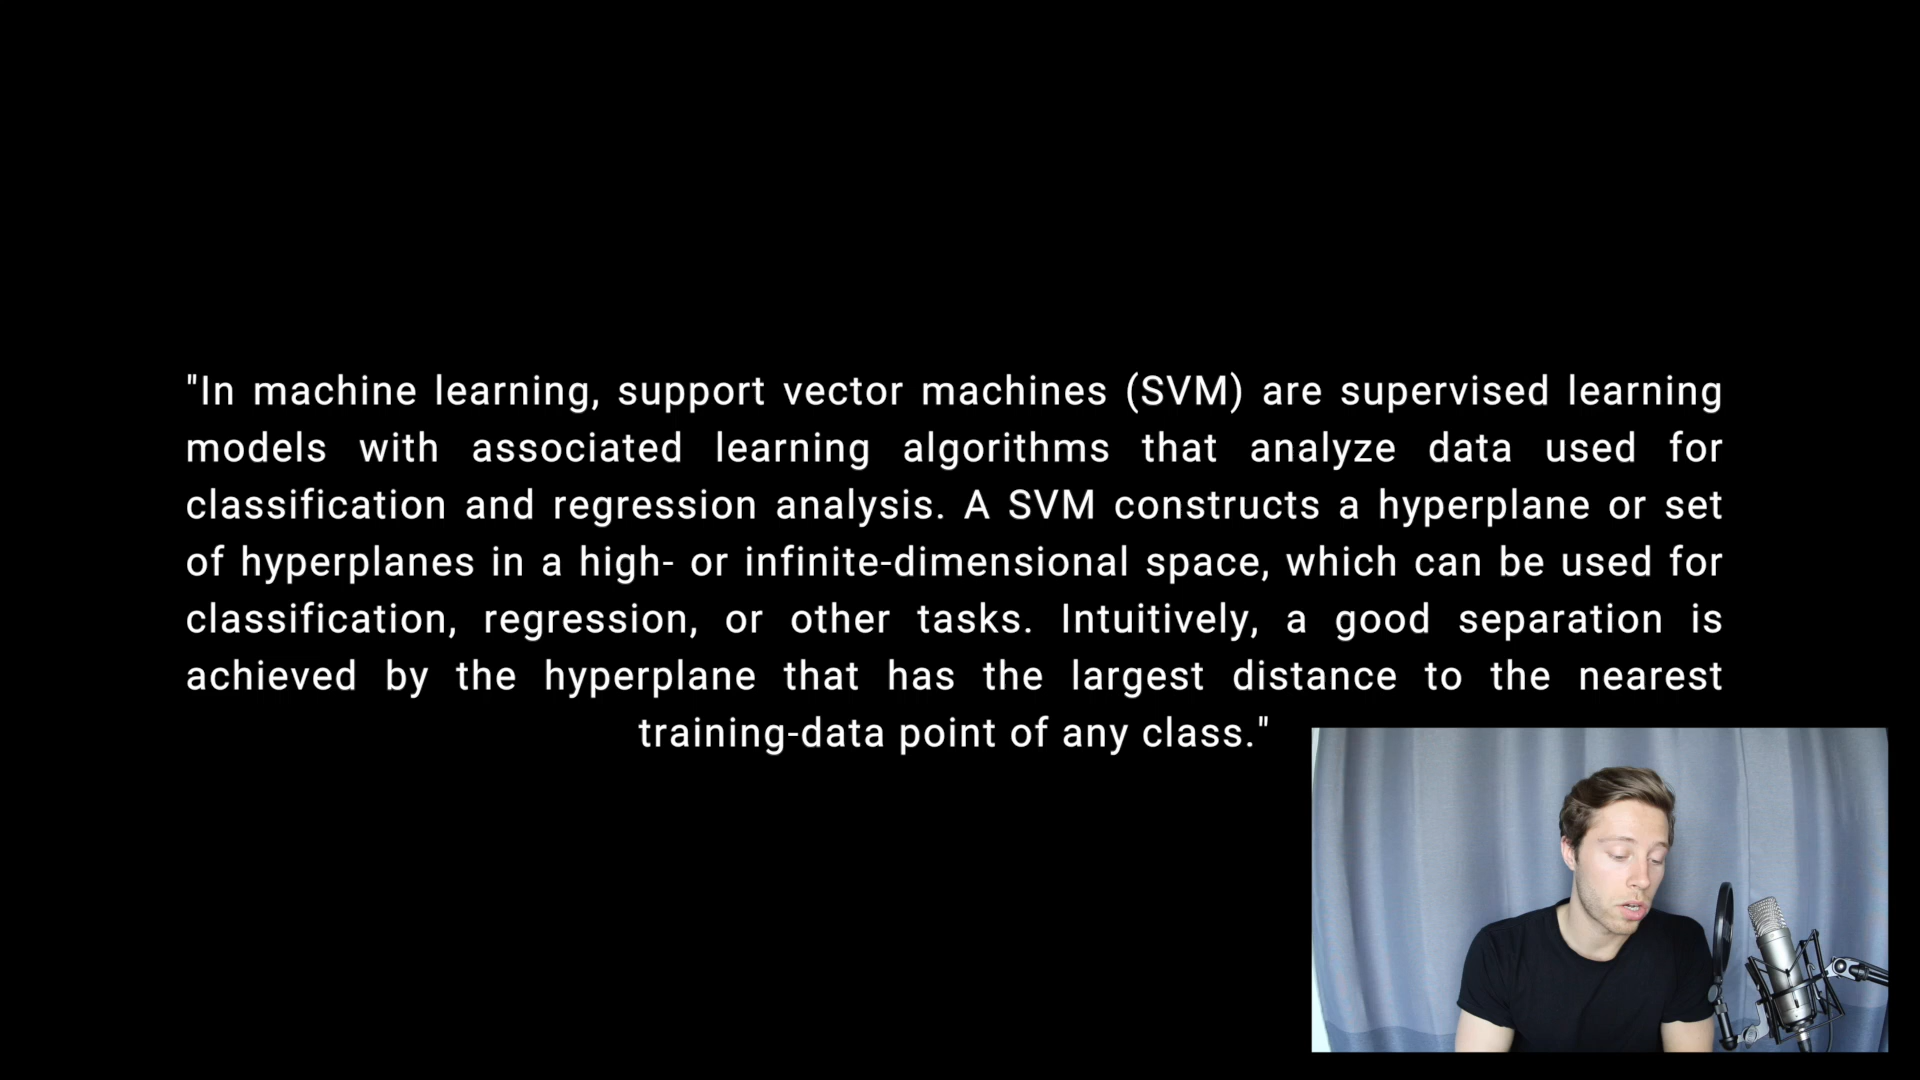 "In machine learning, support vector machines (SVM) are supervised learning
models with associated learning algorithms that analyze data used for
classification and regression analysis. A SVM constructs a hyperplane or set
of hyperplanes in a high- or infinite-dimensional space, which can be used for
classification, regression, or other tasks. Intuitively, a good separation is
achieved by the hyperplane that has the largest distance to the nearest
training-data point of any class."